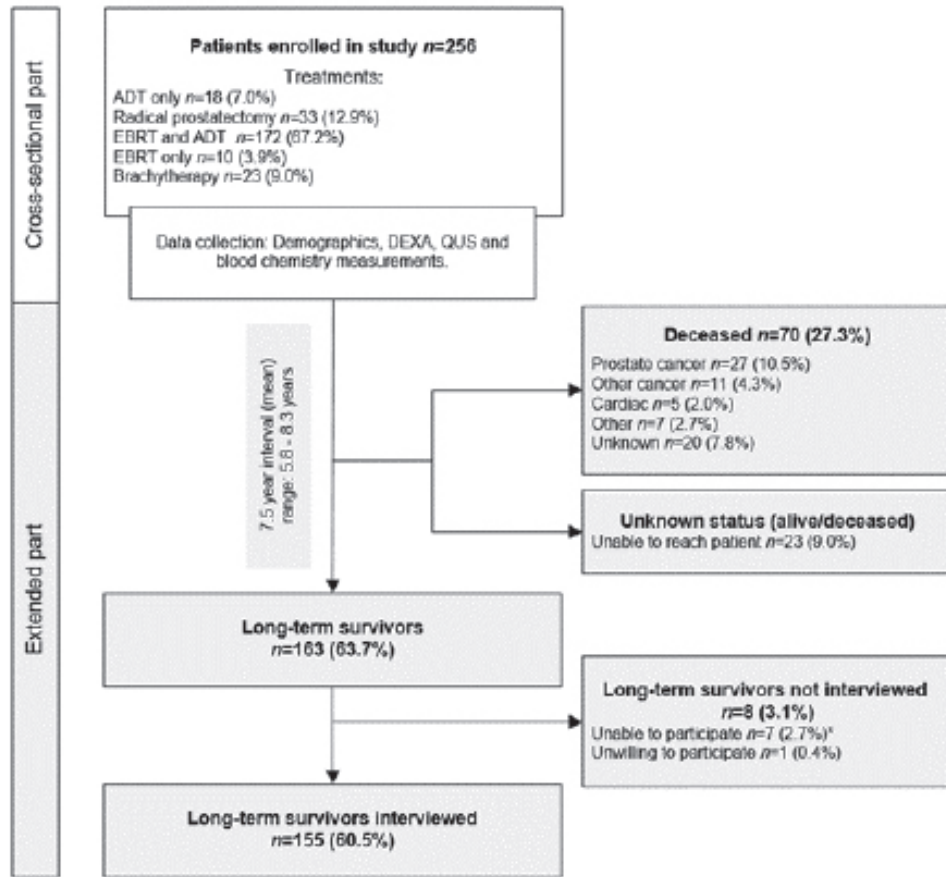 Cross-sectional part
Patients enrolled in study n=256
Treatments:
ADT only n=18 (7.0%)
Radical prostatectomy n=33 (12.9%)
EBRT and ADT n=172 (67.2%)
EBRT only n=10 (3.9%)
Brachytherapy n=23 (9.0%)
Data collection: Demographics, DEXA, QUS and
blood chemistry measurements.
Extended part
7.5 year interval (mean)
range: 5.8 - 8.3 years
Deceased n=70 (27.3%)
Prostate cancer n=27 (10.5%)
Other cancer n=11 (4.3%)
Cardiac n=5 (2.0%)
Other n=7 (2.7%)
Unknown n=20 (7.8%)
Unknown status (alive/deceased)
Unable to reach patient n=23 (9.0%)
Long-term survivors
n=163 (63.7%)
Long-term survivors not interviewed
n=8 (3.1%)
Unable to participate n=7 (2.7%)*
Unwilling to participate n=1 (0.4%)
Long-term survivors interviewed
n=155 (60.5%)